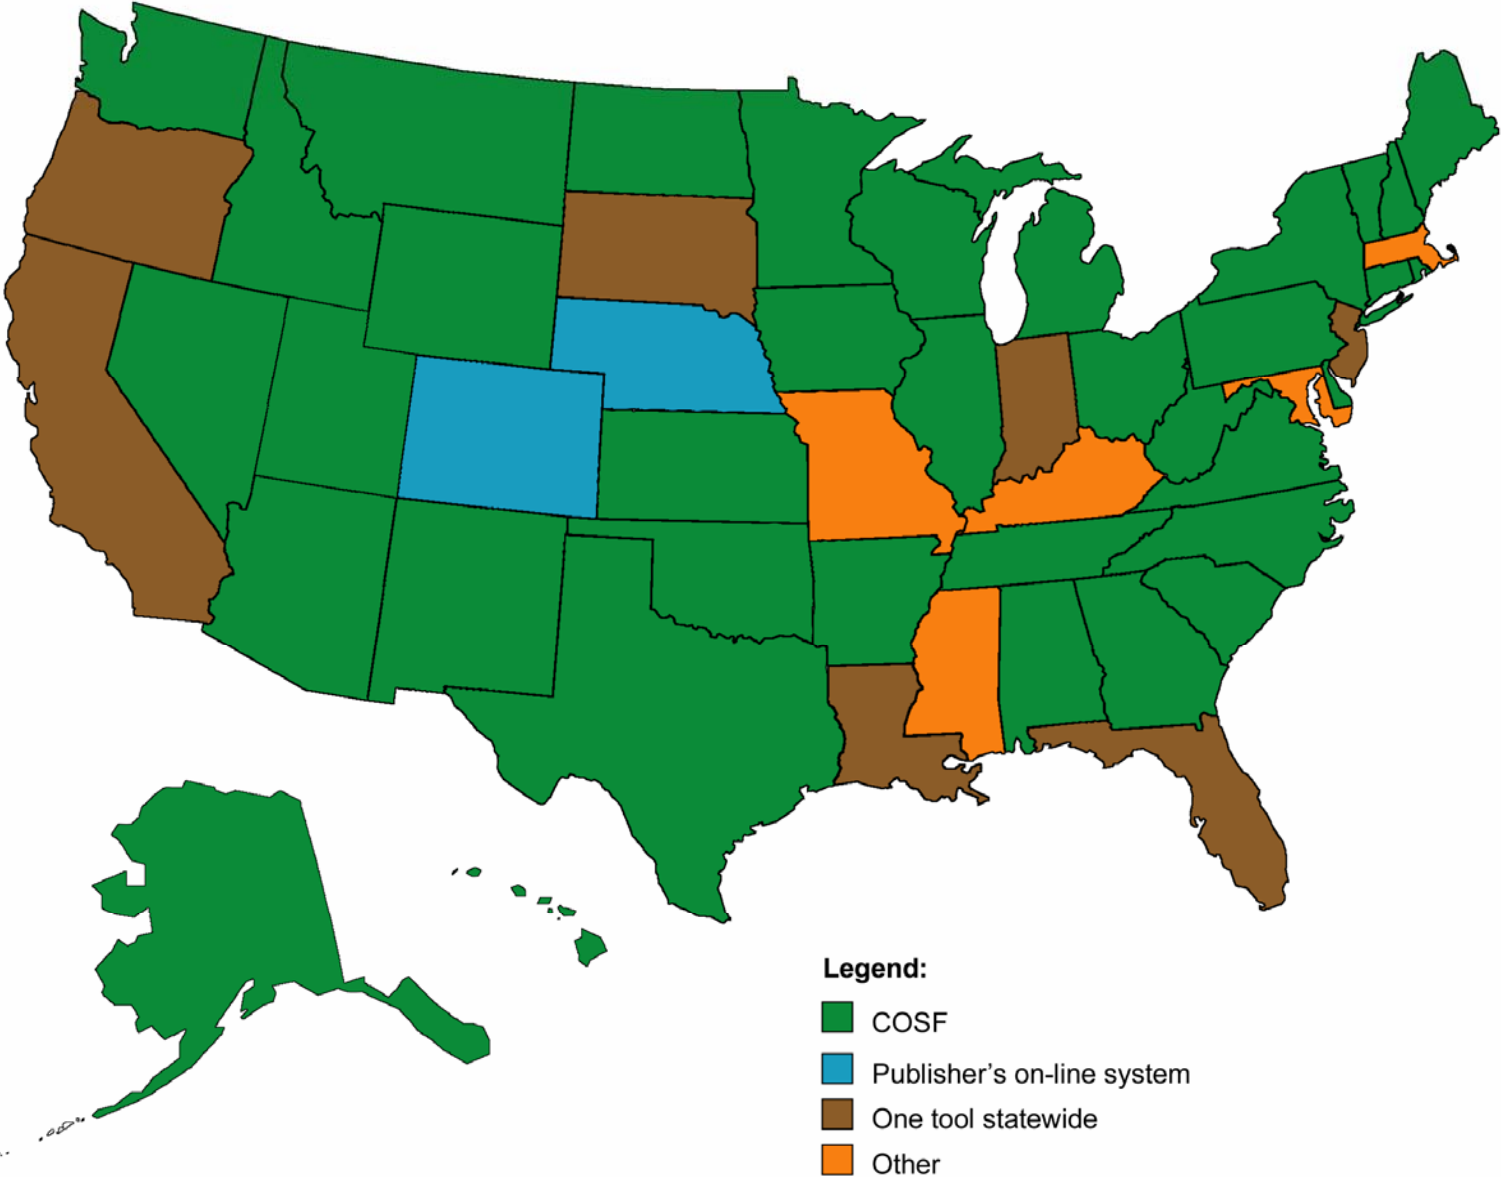 Legend:
COSF
Publisher's on-line system
One tool statewide
Other